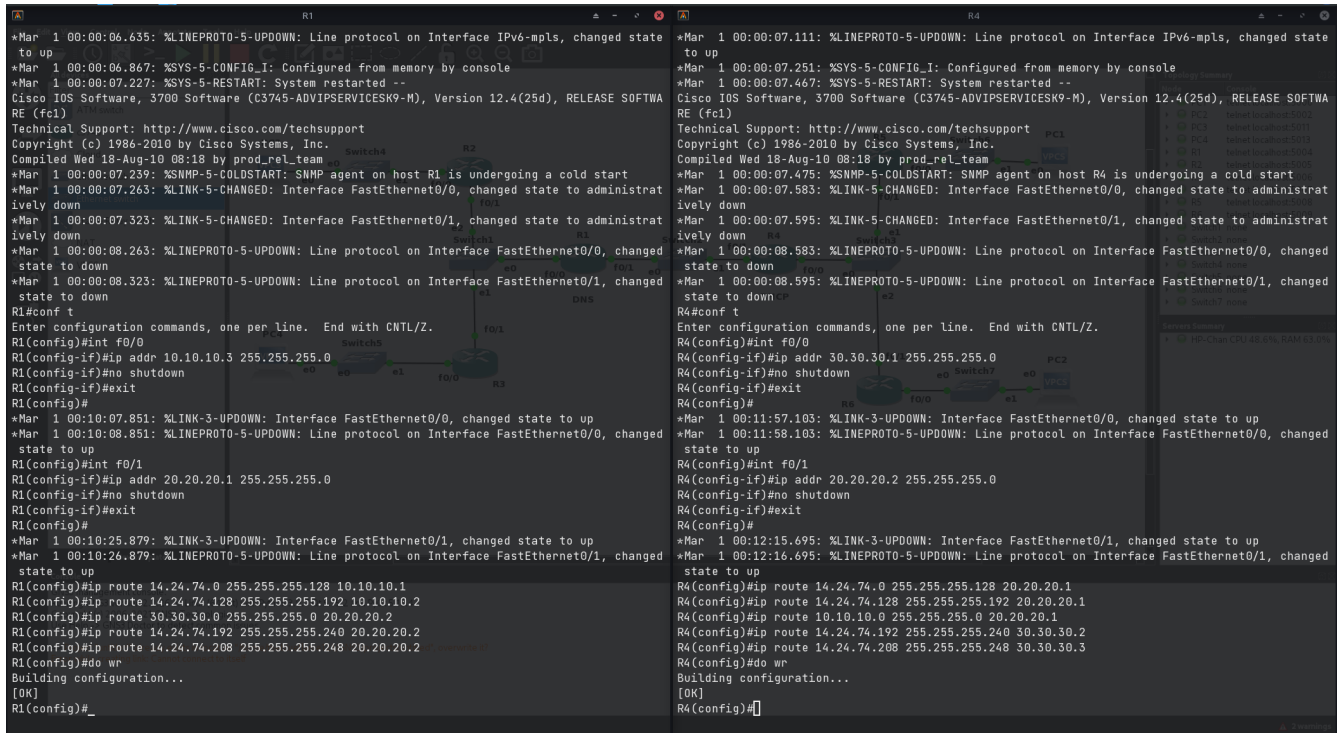 R1
*Mar  1 00:00:06.635: %LINEPROTO-5-UPDOWN: Line protocol on Interface IPv6-mpls, changed state
 to up
*Mar  1 00:00:06.867: %SYS-5-CONFIG_I: Configured from memory by console
*Mar  1 00:00:07.227: %SYS-5-RESTART: System restarted --
Cisco IOS Software, 3700 Software (C3745-ADVIPSERVICESK9-M), Version 12.4(25d), RELEASE SOFTWA
RE (fc1)
Technical Support: http://www.cisco.com/techsupport
Copyright (c) 1986-2010 by Cisco Systems, Inc.
Compiled Wed 18-Aug-10 08:18 by prod_rel_team
*Mar  1 00:00:07.239: %SNMP-5-COLDSTART: SNMP agent on host R1 is undergoing a cold start
*Mar  1 00:00:07.263: %LINK-5-CHANGED: Interface FastEthernet0/0, changed state to administrat
ively down
*Mar  1 00:00:07.323: %LINK-5-CHANGED: Interface FastEthernet0/1, changed state to administrat
ively down
*Mar  1 00:00:08.263: %LINEPROTO-5-UPDOWN: Line protocol on Interface FastEthernet0/0, changed
 state to down
*Mar  1 00:00:08.323: %LINEPROTO-5-UPDOWN: Line protocol on Interface FastEthernet0/1, changed
 state to down
R1#conf t
Enter configuration commands, one per line.  End with CNTL/Z.
R1(config)#int f0/0
R1(config-if)#ip addr 10.10.10.3 255.255.255.0
R1(config-if)#no shutdown
R1(config-if)#exit
R1(config)#
*Mar  1 00:10:07.851: %LINK-3-UPDOWN: Interface FastEthernet0/0, changed state to up
*Mar  1 00:10:08.851: %LINEPROTO-5-UPDOWN: Line protocol on Interface FastEthernet0/0, changed
 state to up
R1(config)#int f0/1
R1(config-if)#ip addr 20.20.20.1 255.255.255.0
R1(config-if)#no shutdown
R1(config-if)#exit
R1(config)#
*Mar  1 00:10:25.879: %LINK-3-UPDOWN: Interface FastEthernet0/1, changed state to up
*Mar  1 00:10:26.879: %LINEPROTO-5-UPDOWN: Line protocol on Interface FastEthernet0/1, changed
 state to up
R1(config)#ip route 14.24.74.0 255.255.255.128 10.10.10.1
R1(config)#ip route 14.24.74.128 255.255.255.192 10.10.10.2
R1(config)#ip route 30.30.30.0 255.255.255.0 20.20.20.2
R1(config)#ip route 14.24.74.192 255.255.255.240 20.20.20.2
R1(config)#ip route 14.24.74.208 255.255.255.248 20.20.20.2
R1(config)#do wr
Building configuration...
[OK]
R1(config)#_
R4
*Mar  1 00:00:07.111: %LINEPROTO-5-UPDOWN: Line protocol on Interface IPv6-mpls, changed state
 to up
*Mar  1 00:00:07.251: %SYS-5-CONFIG_I: Configured from memory by console
*Mar  1 00:00:07.467: %SYS-5-RESTART: System restarted --
Cisco IOS Software, 3700 Software (C3745-ADVIPSERVICESK9-M), Version 12.4(25d), RELEASE SOFTWA
RE (fc1)
Technical Support: http://www.cisco.com/techsupport
Copyright (c) 1986-2010 by Cisco Systems, Inc.
Compiled Wed 18-Aug-10 08:18 by prod_rel_team
*Mar  1 00:00:07.475: %SNMP-5-COLDSTART: SNMP agent on host R4 is undergoing a cold start
*Mar  1 00:00:07.583: %LINK-5-CHANGED: Interface FastEthernet0/0, changed state to administrat
ively down
*Mar  1 00:00:07.595: %LINK-5-CHANGED: Interface FastEthernet0/1, changed state to administrat
ively down
*Mar  1 00:00:08.583: %LINEPROTO-5-UPDOWN: Line protocol on Interface FastEthernet0/0, changed
 state to down
*Mar  1 00:00:08.595: %LINEPROTO-5-UPDOWN: Line protocol on Interface FastEthernet0/1, changed
 state to down
R4#conf t
Enter configuration commands, one per line.  End with CNTL/Z.
R4(config)#int f0/0
R4(config-if)#ip addr 30.30.30.1 255.255.255.0
R4(config-if)#no shutdown
R4(config-if)#exit
R4(config)#
*Mar  1 00:11:57.103: %LINK-3-UPDOWN: Interface FastEthernet0/0, changed state to up
*Mar  1 00:11:58.103: %LINEPROTO-5-UPDOWN: Line protocol on Interface FastEthernet0/0, changed
 state to up
R4(config)#int f0/1
R4(config-if)#ip addr 20.20.20.2 255.255.255.0
R4(config-if)#no shutdown
R4(config-if)#exit
R4(config)#
*Mar  1 00:12:15.695: %LINK-3-UPDOWN: Interface FastEthernet0/1, changed state to up
*Mar  1 00:12:16.695: %LINEPROTO-5-UPDOWN: Line protocol on Interface FastEthernet0/1, changed
 state to up
R4(config)#ip route 14.24.74.0 255.255.255.128 20.20.20.1
R4(config)#ip route 14.24.74.128 255.255.255.192 20.20.20.1
R4(config)#ip route 10.10.10.0 255.255.255.0 20.20.20.1
R4(config)#ip route 14.24.74.192 255.255.255.240 30.30.30.2
R4(config)#ip route 14.24.74.208 255.255.255.248 30.30.30.3
R4(config)#do wr
Building configuration...
[OK]
R4(config)#